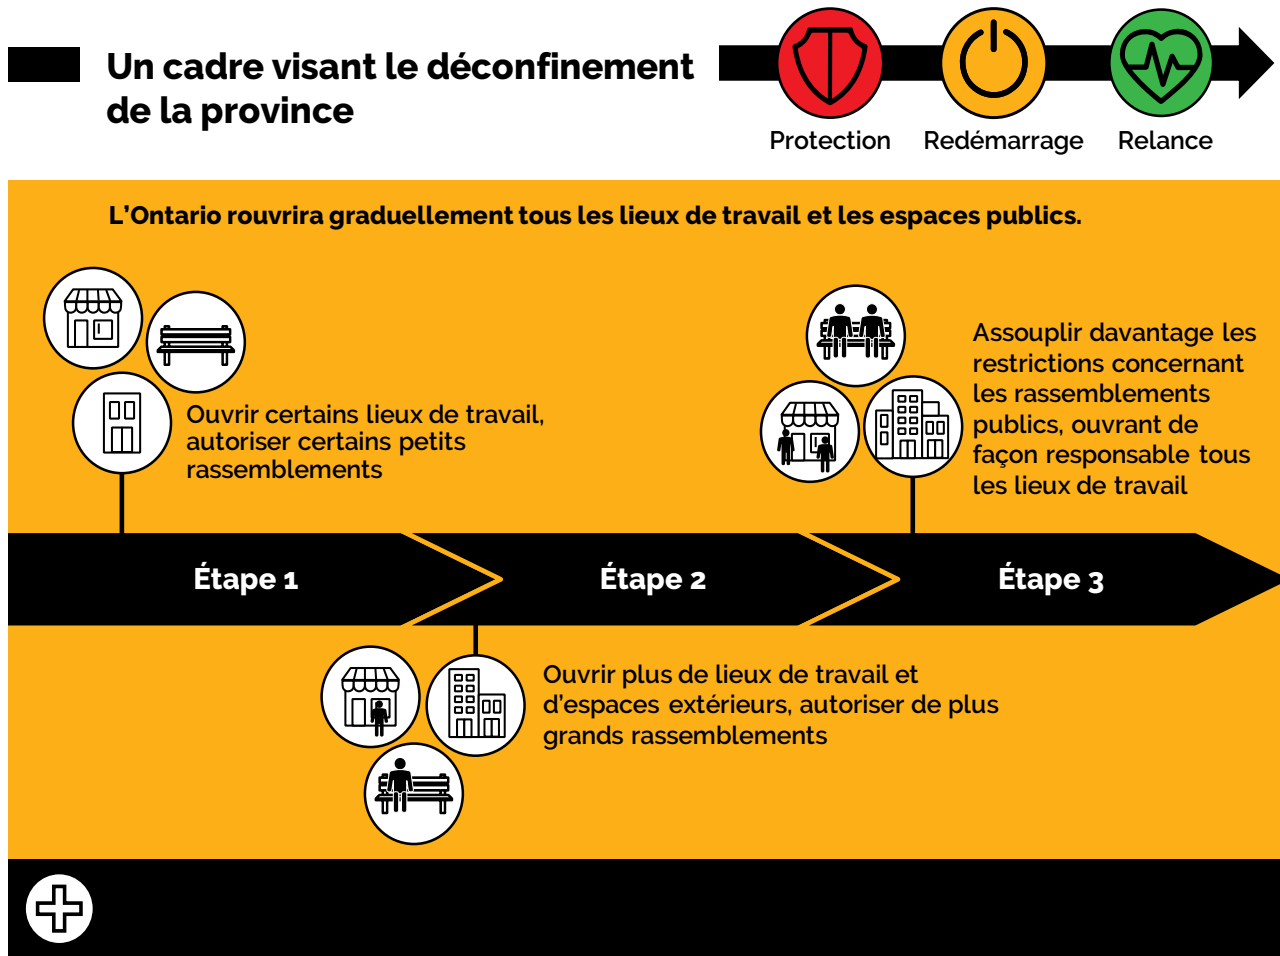 Un cadre visant le déconfinement
de la province
Protection
Redémarrage
Relance
L'Ontario rouvrira graduellement tous les lieux de travail et les espaces publics.
Ouvrir certains lieux de travail,
autoriser certains petits
rassemblements
Assouplir davantage les
restrictions concernant
les rassemblements
publics, ouvrant de
façon responsable tous
les lieux de travail
Étape 1
Étape 2
Étape 3
Ouvrir plus de lieux de travail et
d'espaces extérieurs, autoriser de plus
grands rassemblements